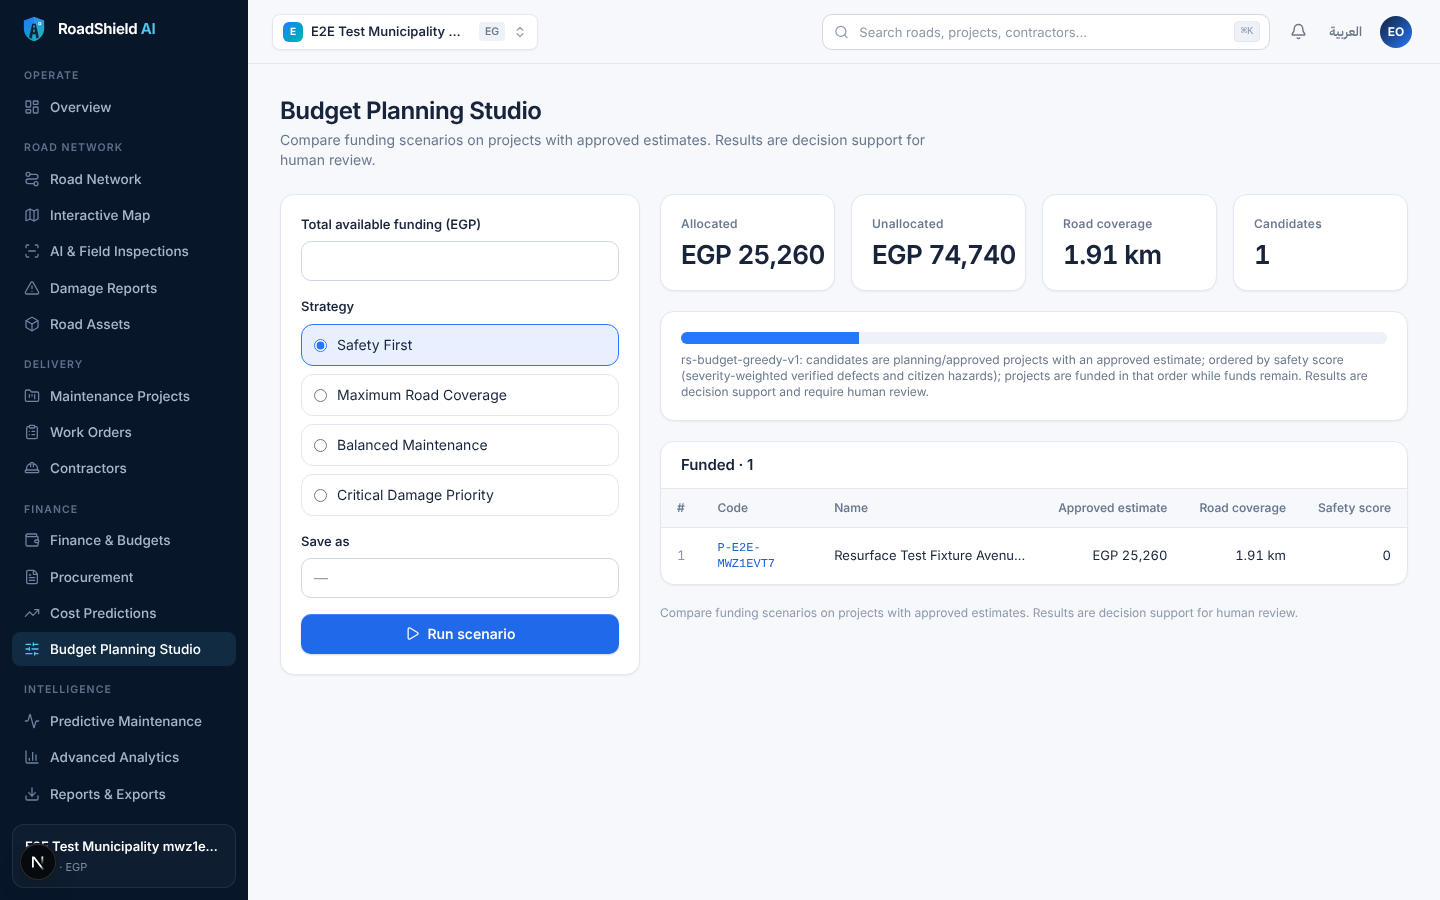 RoadShield AI
OPERATE
Overview
ROAD NETWORK
Road Network
Interactive Map
AI & Field Inspections
Damage Reports
Road Assets
DELIVERY
Maintenance Projects
Work Orders
Contractors
FINANCE
Finance & Budgets
Procurement
Cost Predictions
Budget Planning Studio
INTELLIGENCE
Predictive Maintenance
Advanced Analytics
Reports & Exports
Test Municipality mwz1e...
N
· EGP
E
E2E Test Municipality ...
EG
Search roads, projects, contractors...
⌘K
العربية
EO
Budget Planning Studio
Compare funding scenarios on projects with approved estimates. Results are decision support for
human review.
Total available funding (EGP)
Strategy
Safety First
Maximum Road Coverage
Balanced Maintenance
Critical Damage Priority
Save as
—
Run scenario
Allocated
EGP 25,260
Unallocated
EGP 74,740
Road coverage
1.91 km
Candidates
1
rs-budget-greedy-v1: candidates are planning/approved projects with an approved estimate; ordered by safety score
(severity-weighted verified defects and citizen hazards); projects are funded in that order while funds remain. Results are
decision support and require human review.
Funded · 1
# Code Name Approved estimate Road coverage Safety score
1 P-E2E-MWZ1EVT7 Resurface Test Fixture Avenu... EGP 25,260 1.91 km 0
Compare funding scenarios on projects with approved estimates. Results are decision support for human review.